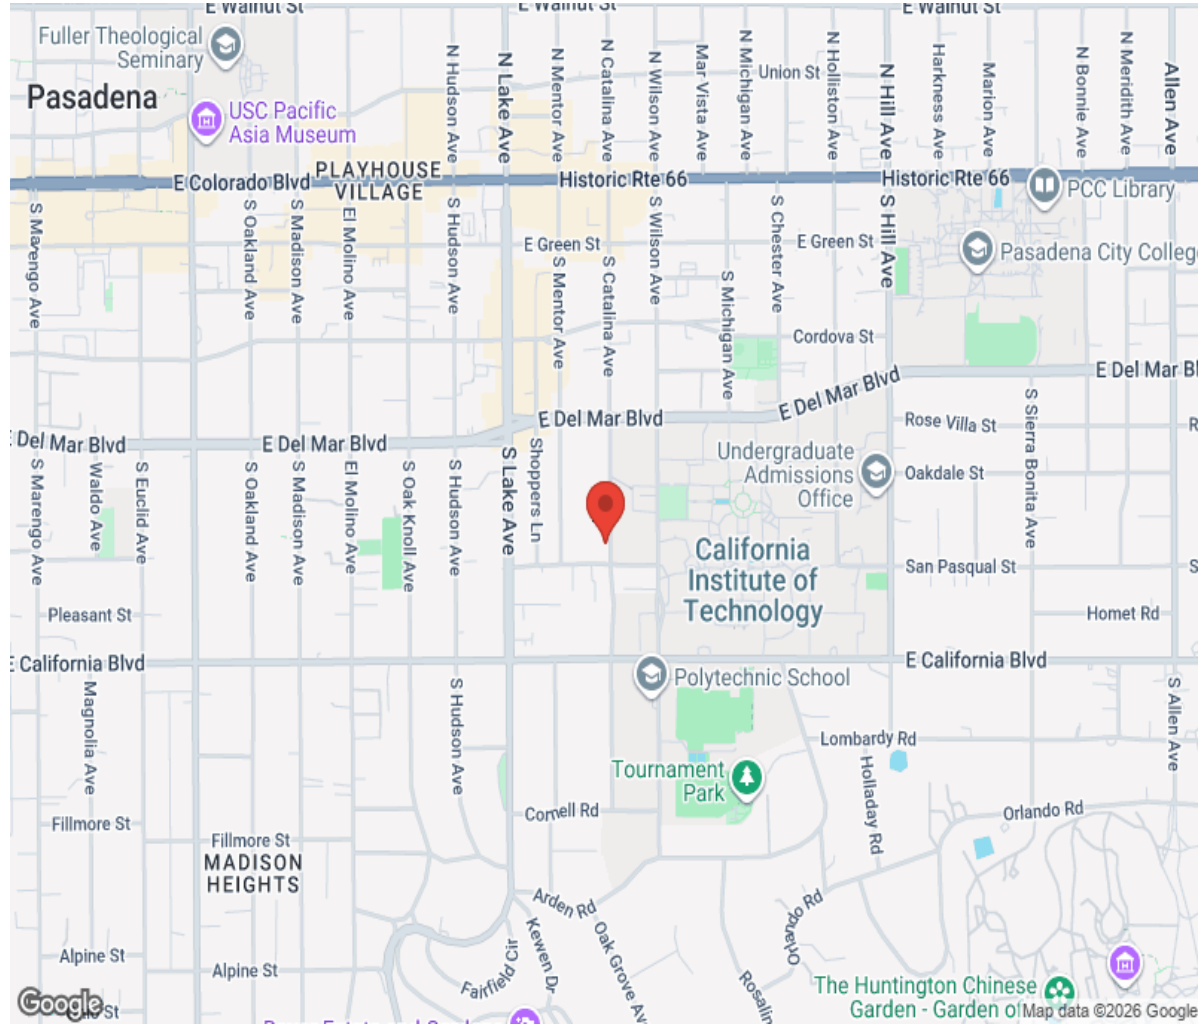 E Walnut St
E Walnut St
E Walnut St
Fuller Theological
Seminary
Pasadena
USC Pacific
Asia Museum
N Hudson Ave
N Lake Ave
N Mentor Ave
N Catalina Ave
N Wilson Ave
Mar Vista Ave
N Michigan Ave
Union St
N Holliston Ave
N Hill Ave
Harkness Ave
Marion Ave
N Bonnie Ave
N Meridith Ave
Allen Ave
PLAYHOUSE
VILLAGE
E Colorado Blvd
Historic Rte 66
Historic Rte 66
PCC Library
S Marengo Ave
S Oakland Ave
S Madison Ave
El Molino Ave
S Hudson Ave
E Green St
S Mentor Ave
S Catalina Ave
S Wilson Ave
S Michigan Ave
S Chester Ave
E Green St
S Hill Ave
Pasadena City College
Cordova St
E Del Mar Bl
E Del Mar Blvd
E Del Mar Blvd
E Del Mar Blvd
E Del Mar Blvd
Rose Villa St
R
S Sierra Bonita Ave
Undergraduate
Admissions
Office
Oakdale St
S Marengo Ave
Waldo Ave
S Euclid Ave
S Oakland Ave
S Madison Ave
El Molino Ave
S Oak Knoll Ave
S Hudson Ave
S Lake Ave
Shoppers Ln
California
Institute of
Technology
San Pasqual St
S
Pleasant St
Homet Rd
E California Blvd
E California Blvd
Polytechnic School
Magnolia Ave
S Hudson Ave
S Allen Ave
Lombardy Rd
Holladay Rd
Tournament
Park
Cornell Rd
Orlando Rd
Fillmore St
Fillmore St
MADISON
HEIGHTS
Arden Rd
Orlando Rd
Kewen Dr
Oak Grove Ave
Fairfield Cir
Alpine St
Alpine St
Rosalin
The Huntington Chinese
Garden - Garden of
Google
Map data ©2026 Google